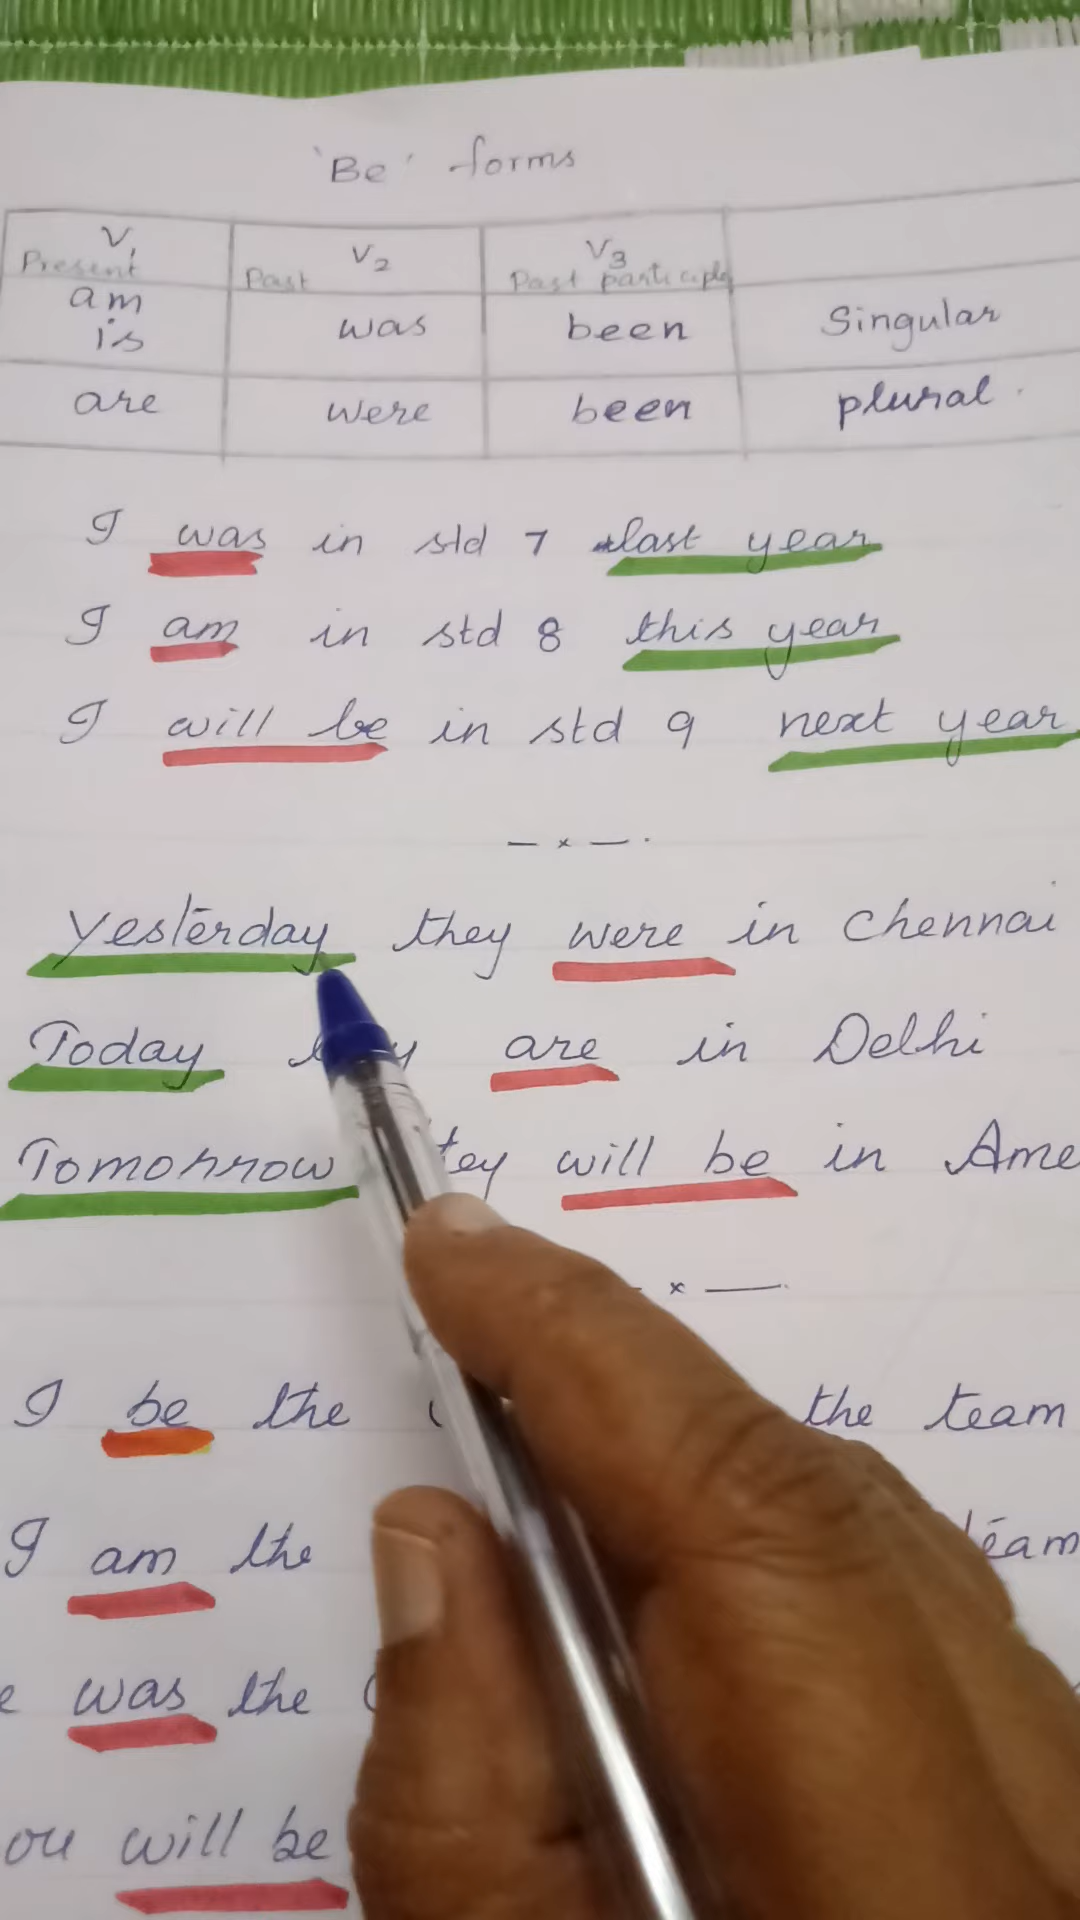 'Be' forms
V1 V2 V3
Present Past Past participle
am
is was been Singular
are were been plural.
I was in std 7 last year
I am in std 8 this year
I will be in std 9 next year
— x — .
Yesterday they were in Chennai
Today are in Delhi
Tomorrow will be in Ame
x —
I be the the team
I am the team
was the
will be